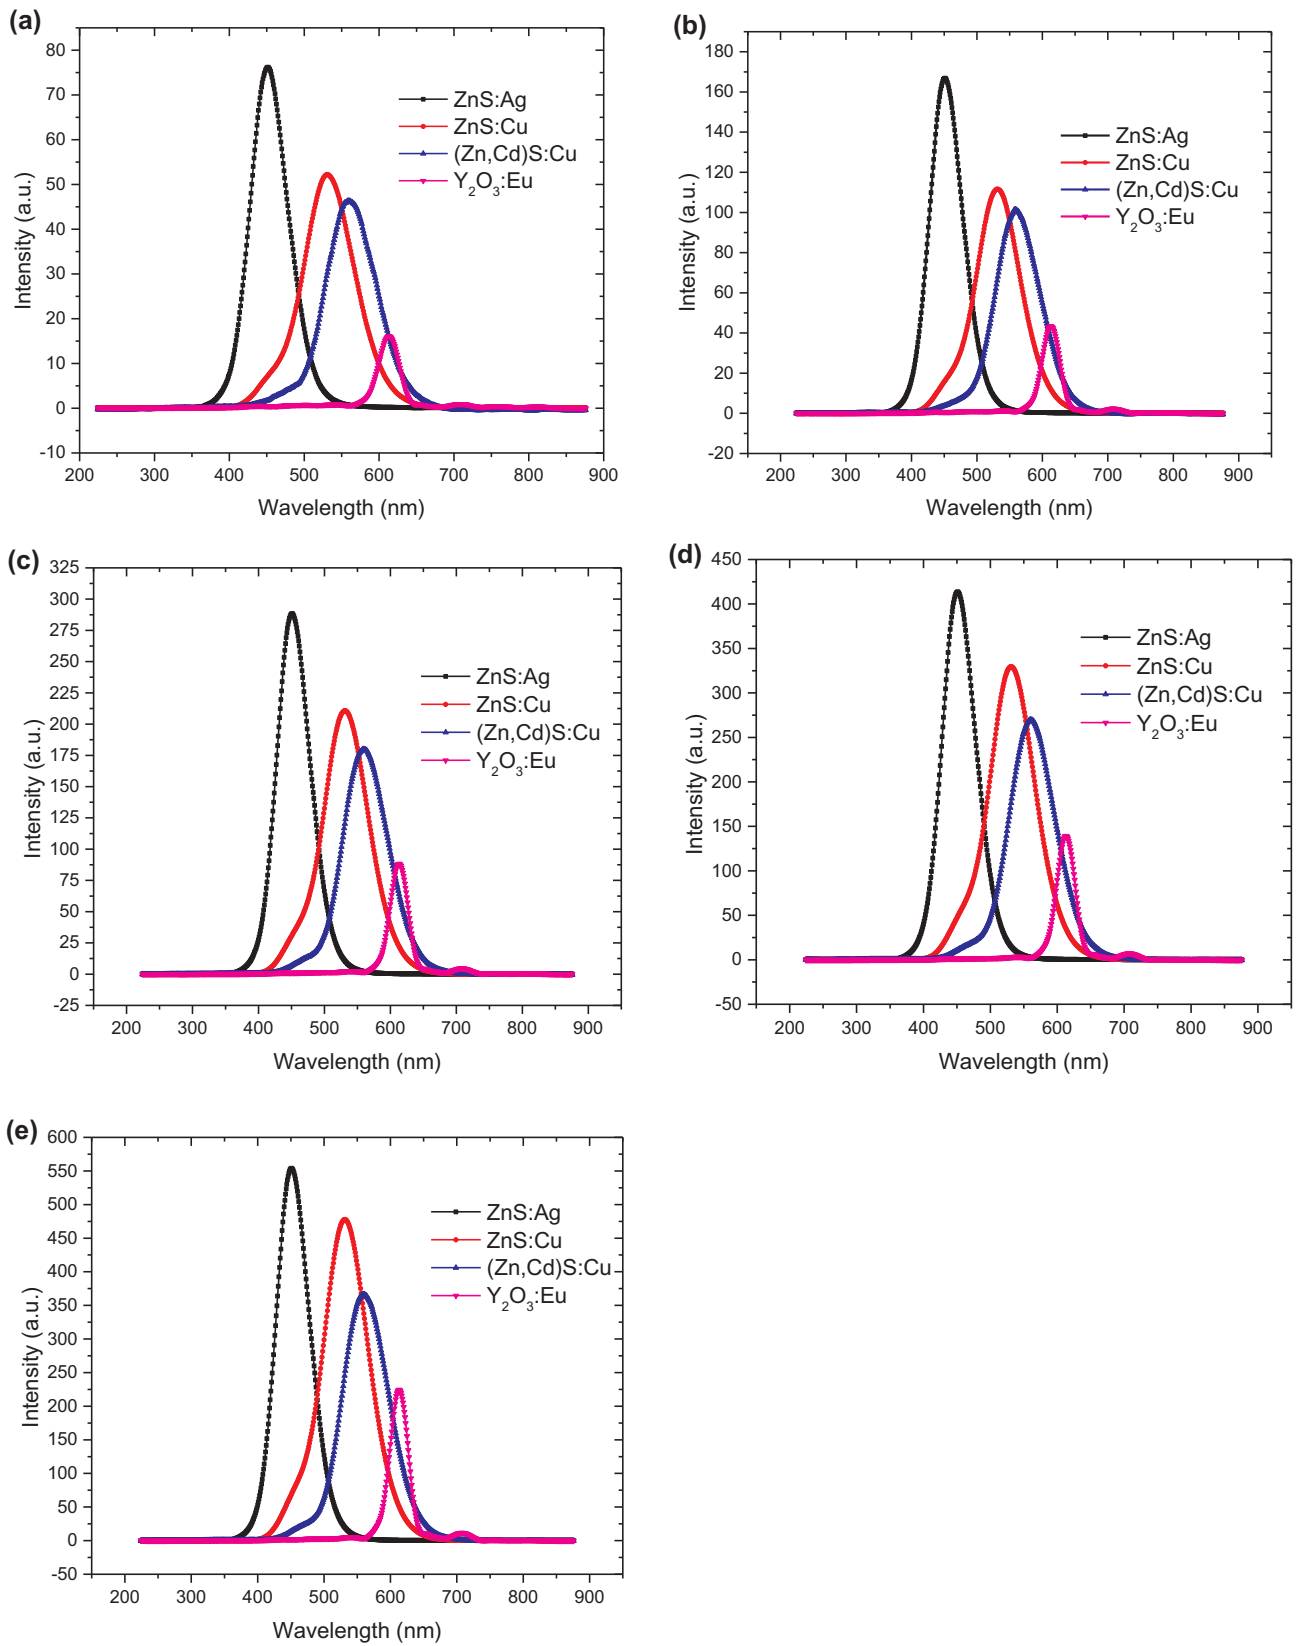 (a)
80
70
60
50
40
30
20
10
0
-10
200 300 400 500 600 700 800 900
Intensity (a.u.)
Wavelength (nm)
ZnS:Ag
ZnS:Cu
(Zn,Cd)S:Cu
Y₂O₃:Eu
(b)
180
160
140
120
100
80
60
40
20
0
-20
200 300 400 500 600 700 800 900
Intensity (a.u.)
Wavelength (nm)
ZnS:Ag
ZnS:Cu
(Zn,Cd)S:Cu
Y₂O₃:Eu
(c)
325
300
275
250
225
200
175
150
125
100
75
50
25
0
-25
200 300 400 500 600 700 800 900
Intensity (a.u.)
Wavelength (nm)
ZnS:Ag
ZnS:Cu
(Zn,Cd)S:Cu
Y₂O₃:Eu
(d)
450
400
350
300
250
200
150
100
50
0
-50
200 300 400 500 600 700 800 900
Intensity (a.u.)
Wavelength (nm)
ZnS:Ag
ZnS:Cu
(Zn,Cd)S:Cu
Y₂O₃:Eu
(e)
600
550
500
450
400
350
300
250
200
150
100
50
0
-50
200 300 400 500 600 700 800 900
Intensity (a.u.)
Wavelength (nm)
ZnS:Ag
ZnS:Cu
(Zn,Cd)S:Cu
Y₂O₃:Eu